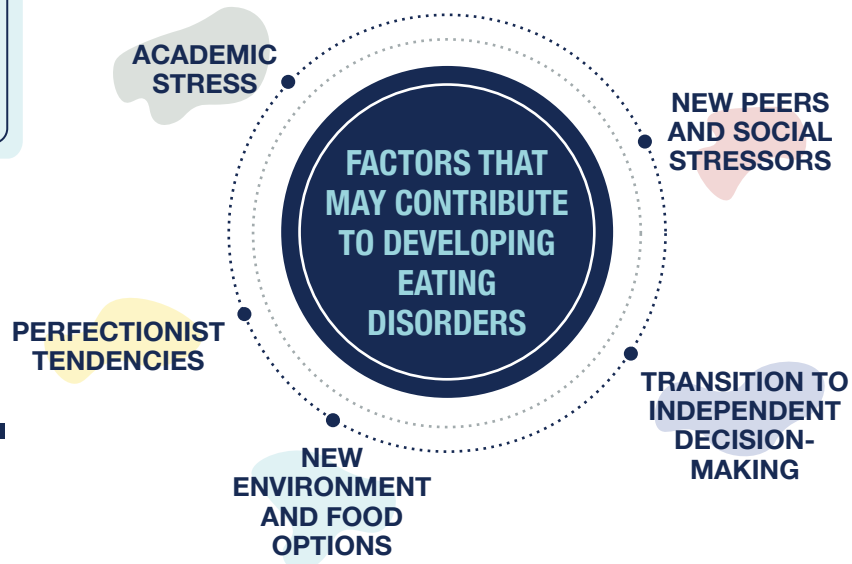 FACTORS THAT
MAY CONTRIBUTE
TO DEVELOPING
EATING
DISORDERS
ACADEMIC
STRESS
NEW PEERS
AND SOCIAL
STRESSORS
TRANSITION TO
INDEPENDENT
DECISION-
MAKING
NEW
ENVIRONMENT
AND FOOD
OPTIONS
PERFECTIONIST
TENDENCIES